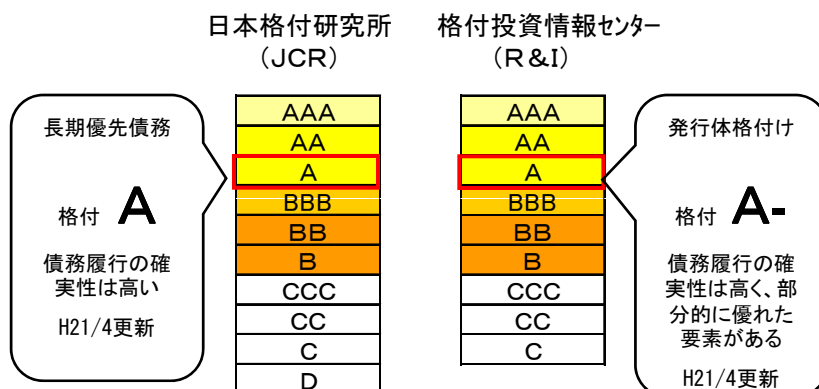 日本格付研究所
（JCR）
格付投資情報センター
（R&I）
長期優先債務
格付 A
債務履行の確
実性は高い
H21/4更新
AAA
AA
A
BBB
BB
B
CCC
CC
C
D
AAA
AA
A
BBB
BB
B
CCC
CC
C
発行体格付け
格付 A-
債務履行の確
実性は高く、部
分的に優れた
要素がある
H21/4更新